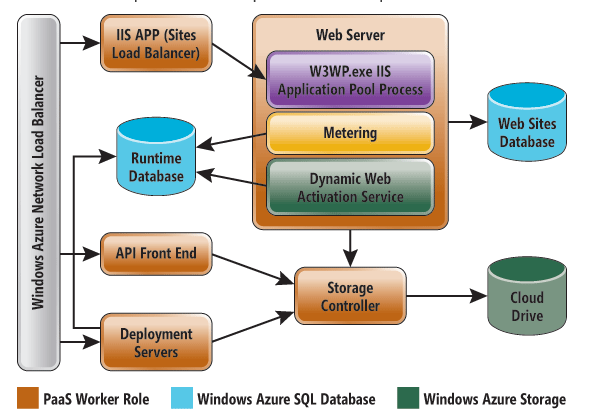 Windows Azure Network Load Balancer
IIS APP (Sites
Load Balancer)
Web Server
W3WP.exe IIS
Application Pool Process
Metering
Dynamic Web
Activation Service
Runtime
Database
Web Sites
Database
API Front End
Storage
Controller
Cloud
Drive
Deployment
Servers
PaaS Worker Role
Windows Azure SQL Database
Windows Azure Storage